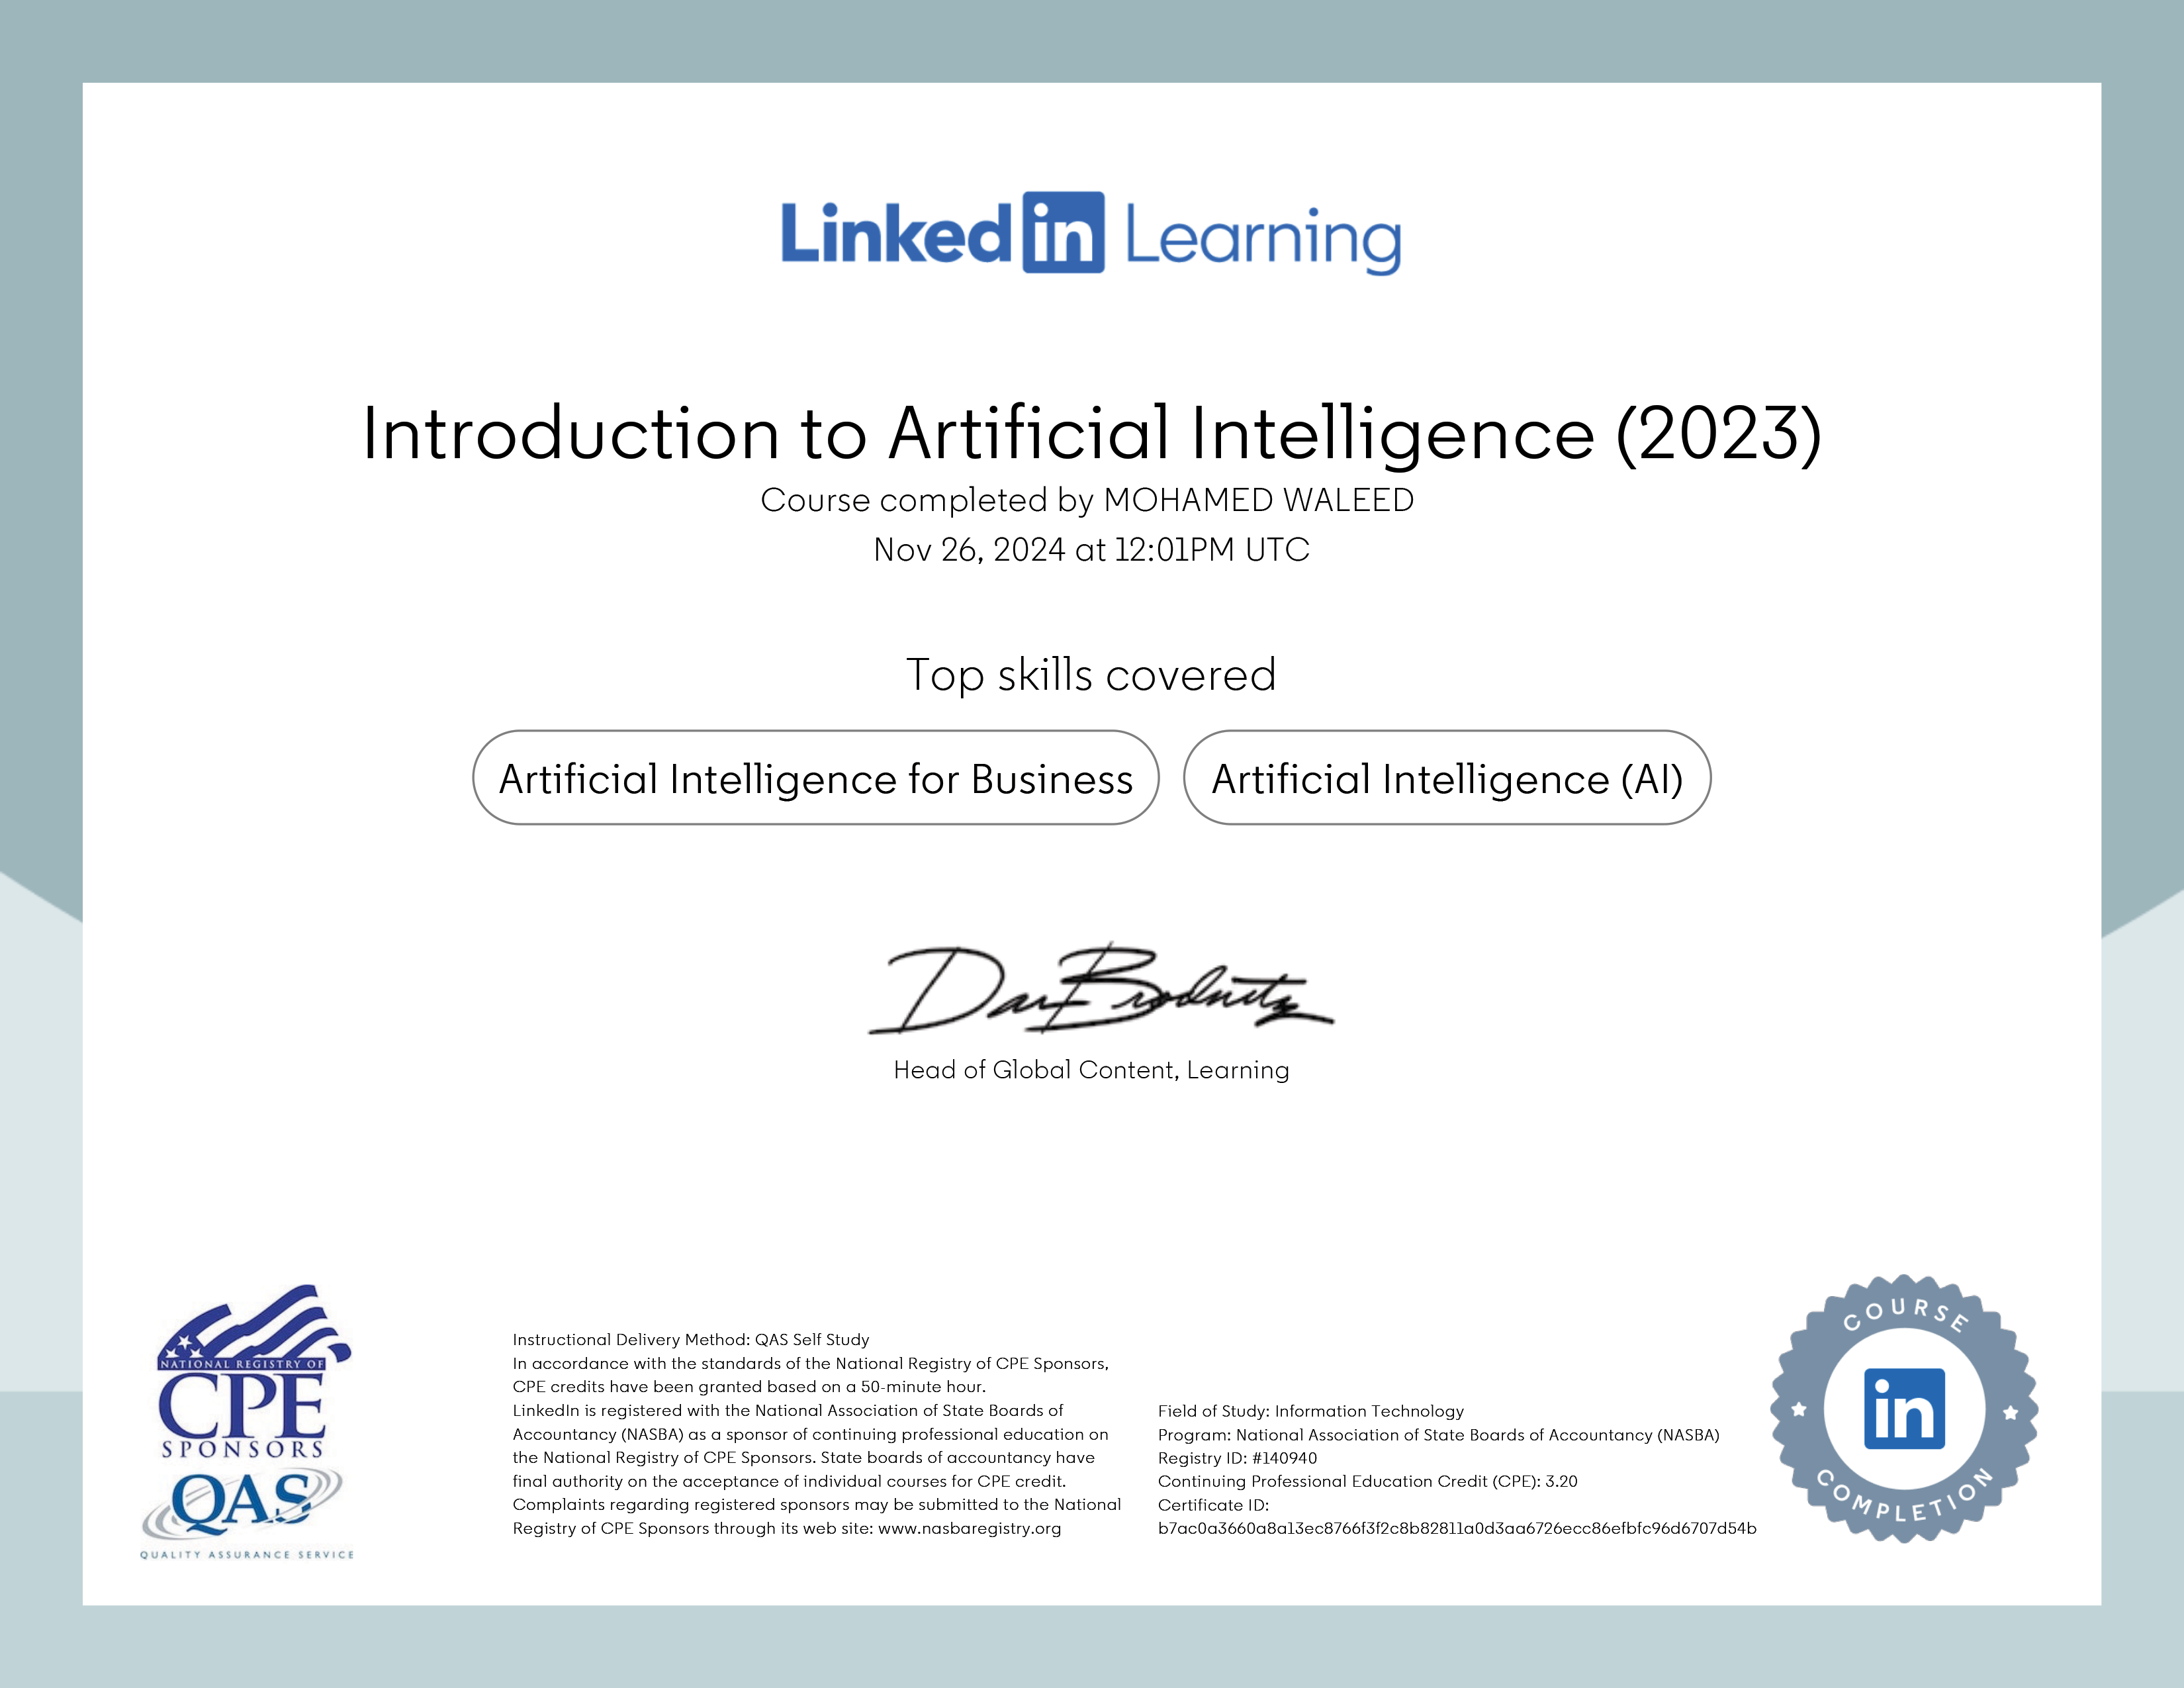 Linked in Learning
Introduction to Artificial Intelligence (2023)
Course completed by MOHAMED WALEED
Nov 26, 2024 at 12:01PM UTC
Top skills covered
Artificial Intelligence for Business
Artificial Intelligence (AI)
Dan Brodnitz
Head of Global Content, Learning
NATIONAL REGISTRY OF
CPE
SPONSORS
QAS
QUALITY ASSURANCE SERVICE
Instructional Delivery Method: QAS Self Study
In accordance with the standards of the National Registry of CPE Sponsors,
CPE credits have been granted based on a 50-minute hour.
LinkedIn is registered with the National Association of State Boards of
Accountancy (NASBA) as a sponsor of continuing professional education on
the National Registry of CPE Sponsors. State boards of accountancy have
final authority on the acceptance of individual courses for CPE credit.
Complaints regarding registered sponsors may be submitted to the National
Registry of CPE Sponsors through its web site: www.nasbaregistry.org
Field of Study: Information Technology
Program: National Association of State Boards of Accountancy (NASBA)
Registry ID: #140940
Continuing Professional Education Credit (CPE): 3.20
Certificate ID:
b7ac0a3660a8a13ec8766f3f2c8b82811a0d3aa6726ecc86efbfc96d6707d54b
COURSE
in
COMPLETION